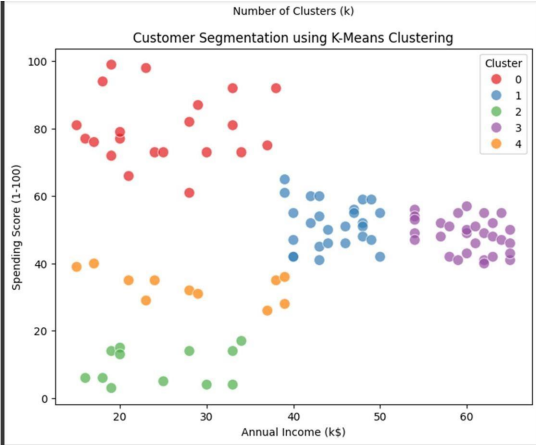 Number of Clusters (k)
Customer Segmentation using K-Means Clustering
Cluster
0
1
2
3
4
100
80
60
40
20
0
Spending Score (1-100)
20 30 40 50 60
Annual Income (k$)